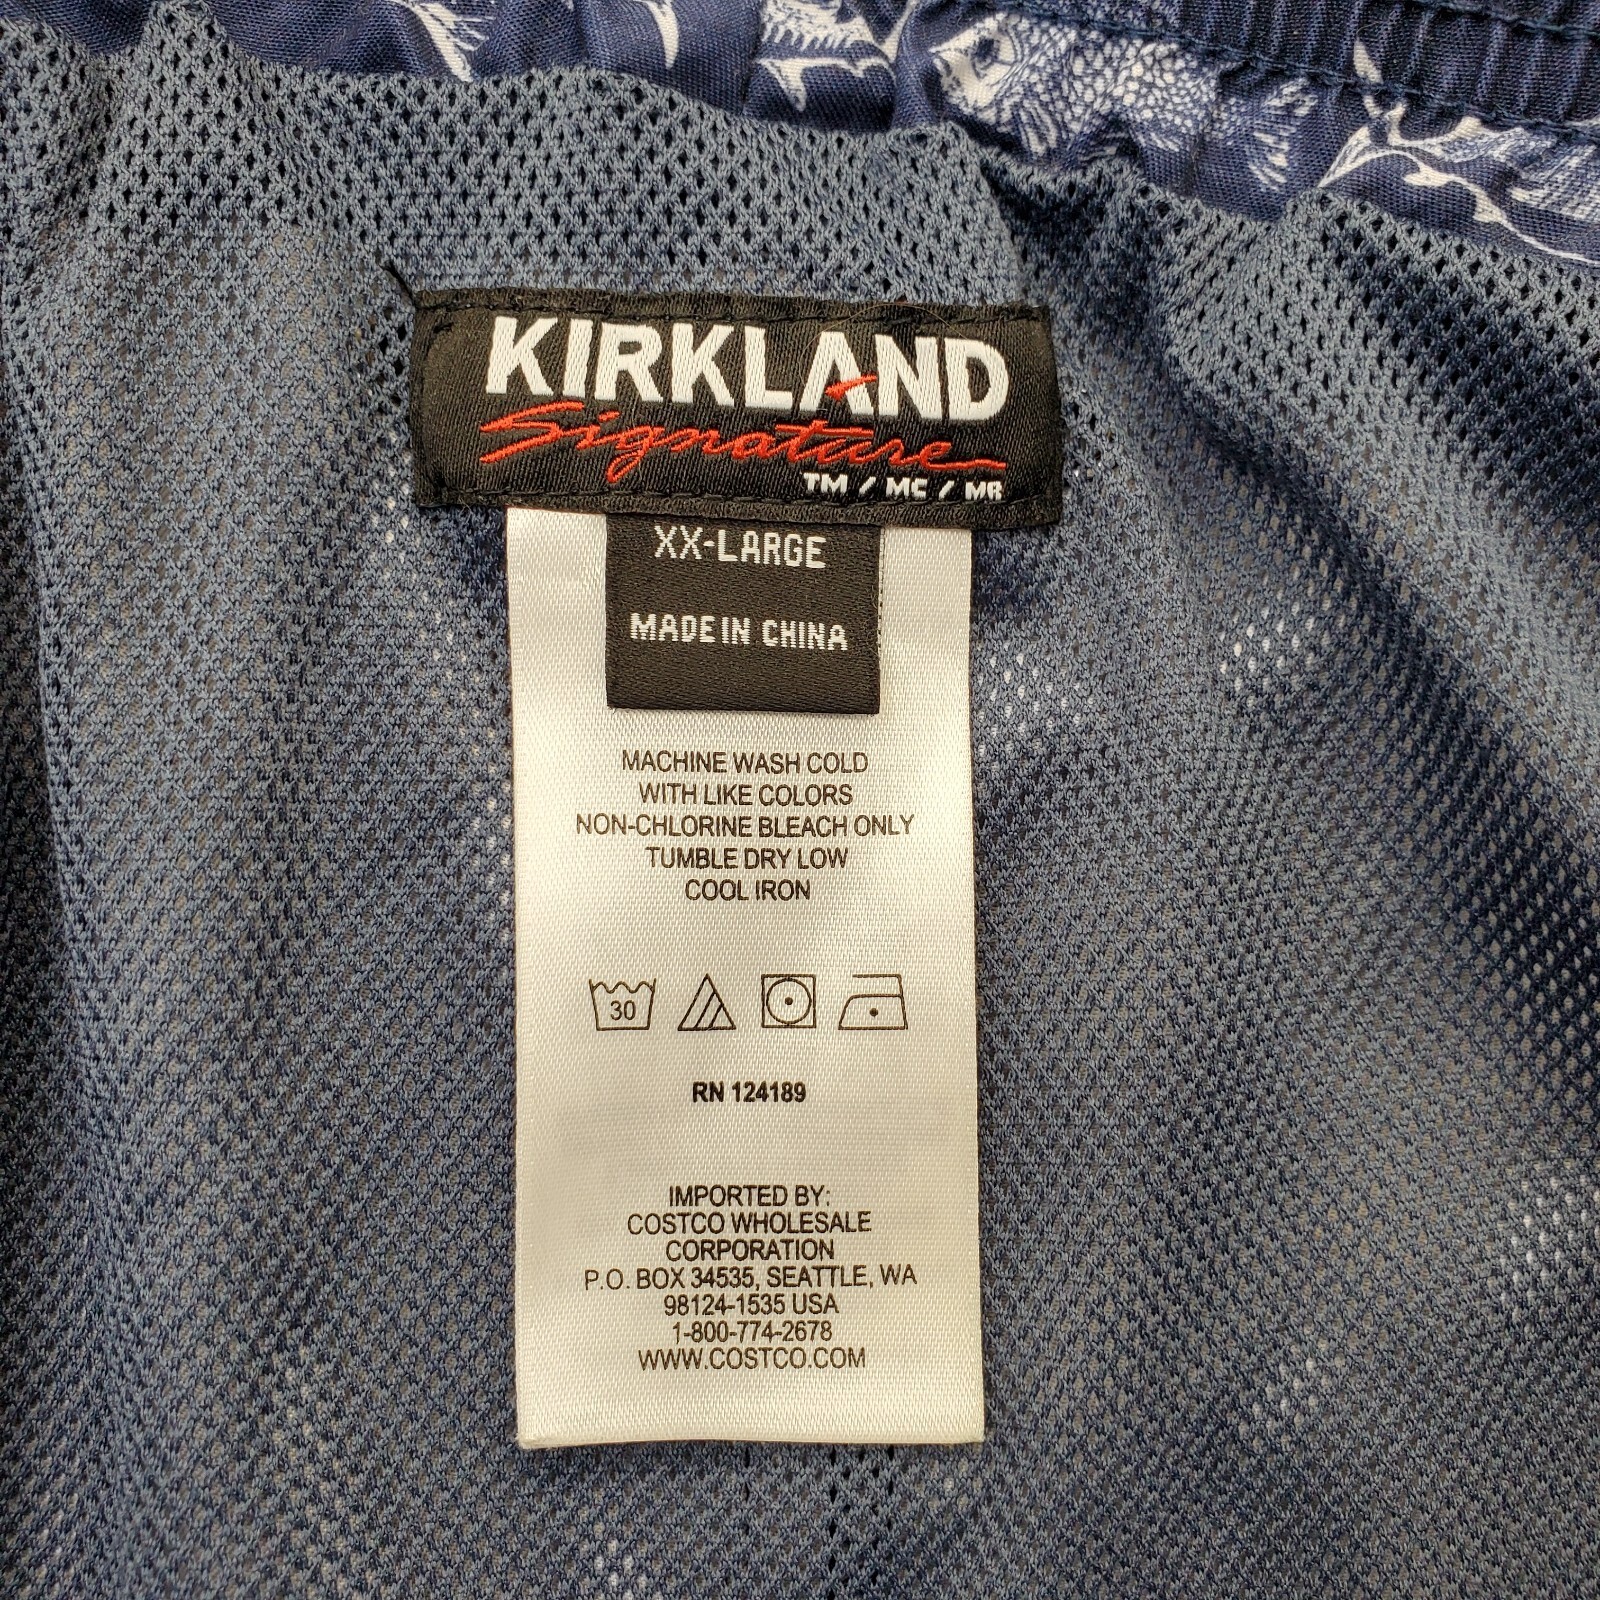 KIRKLAND
Signature
TM / MC / MR
XX-LARGE
MADE IN CHINA
MACHINE WASH COLD
WITH LIKE COLORS
NON-CHLORINE BLEACH ONLY
TUMBLE DRY LOW
COOL IRON
30
RN 124189
IMPORTED BY:
COSTCO WHOLESALE
CORPORATION
P.O. BOX 34535, SEATTLE, WA
98124-1535 USA
1-800-774-2678
WWW.COSTCO.COM